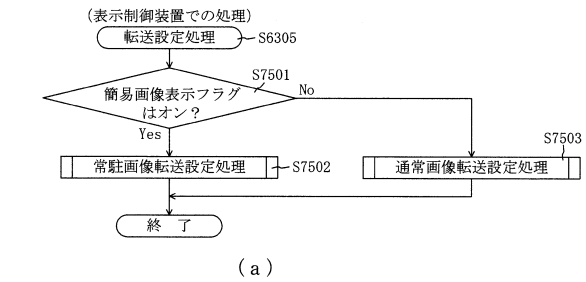 (表示制御装置での処理)
転送設定処理
S6305
S7501
簡易画像表示フラグ
はオン？
No
Yes
S7503
常駐画像転送設定処理
S7502
通常画像転送設定処理
終 了
(a)